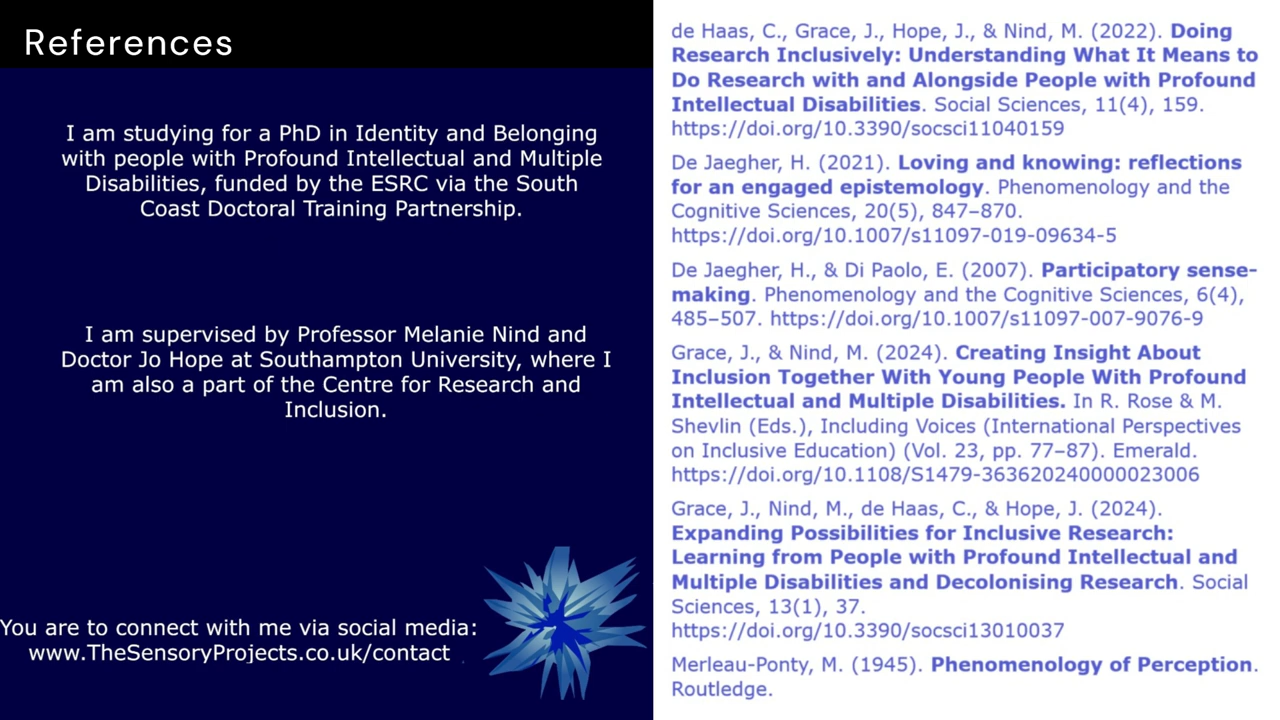 References
I am studying for a PhD in Identity and Belonging
with people with Profound Intellectual and Multiple
Disabilities, funded by the ESRC via the South
Coast Doctoral Training Partnership.
I am supervised by Professor Melanie Nind and
Doctor Jo Hope at Southampton University, where I
am also a part of the Centre for Research and
Inclusion.
You are to connect with me via social media:
www.TheSensoryProjects.co.uk/contact
de Haas, C., Grace, J., Hope, J., & Nind, M. (2022). Doing
Research Inclusively: Understanding What It Means to
Do Research with and Alongside People with Profound
Intellectual Disabilities. Social Sciences, 11(4), 159.
https://doi.org/10.3390/socsci11040159
De Jaegher, H. (2021). Loving and knowing: reflections
for an engaged epistemology. Phenomenology and the
Cognitive Sciences, 20(5), 847–870.
https://doi.org/10.1007/s11097-019-09634-5
De Jaegher, H., & Di Paolo, E. (2007). Participatory sense-
making. Phenomenology and the Cognitive Sciences, 6(4),
485–507. https://doi.org/10.1007/s11097-007-9076-9
Grace, J., & Nind, M. (2024). Creating Insight About
Inclusion Together With Young People With Profound
Intellectual and Multiple Disabilities. In R. Rose & M.
Shevlin (Eds.), Including Voices (International Perspectives
on Inclusive Education) (Vol. 23, pp. 77–87). Emerald.
https://doi.org/10.1108/S1479-363620240000023006
Grace, J., Nind, M., de Haas, C., & Hope, J. (2024).
Expanding Possibilities for Inclusive Research:
Learning from People with Profound Intellectual and
Multiple Disabilities and Decolonising Research. Social
Sciences, 13(1), 37.
https://doi.org/10.3390/socsci13010037
Merleau-Ponty, M. (1945). Phenomenology of Perception.
Routledge.